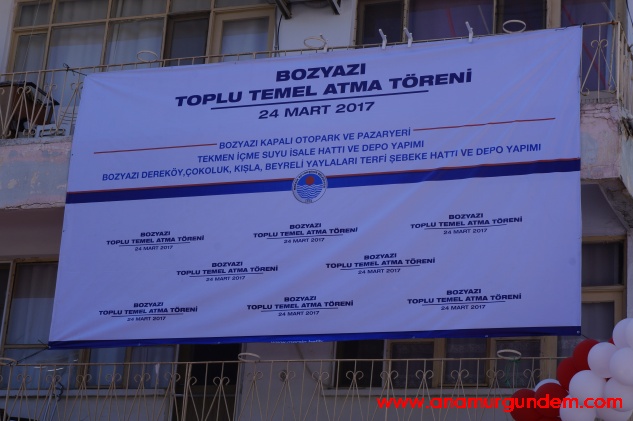 BOZYAZI
TOPLU TEMEL ATMA TÖRENİ
24 MART 2017
BOZYAZI KAPALI OTOPARK VE PAZARYERİ
TEKMEN İÇME SUYU İSALE HATTI VE DEPO YAPIMI
BOZYAZI DEREKÖY,ÇOKOLUK, KIŞLA, BEYRELİ YAYLALARI TERFİ ŞEBEKE HATTI VE DEPO YAPIMI
BOZYAZI
TOPLU TEMEL ATMA TÖRENİ
24 MART 2017
BOZYAZI
TOPLU TEMEL ATMA TÖRENİ
24 MART 2017
BOZYAZI
TOPLU TEMEL ATMA TÖRENİ
24 MART 2017
BOZYAZI
TOPLU TEMEL ATMA TÖRENİ
24 MART 2017
BOZYAZI
TOPLU TEMEL ATMA TÖRENİ
24 MART 2017
BOZYAZI
TOPLU TEMEL ATMA TÖRENİ
24 MART 2017
BOZYAZI
TOPLU TEMEL ATMA TÖRENİ
24 MART 2017
BOZYAZI
TOPLU TEMEL ATMA TÖRENİ
24 MART 2017
www.anamurgundem.com